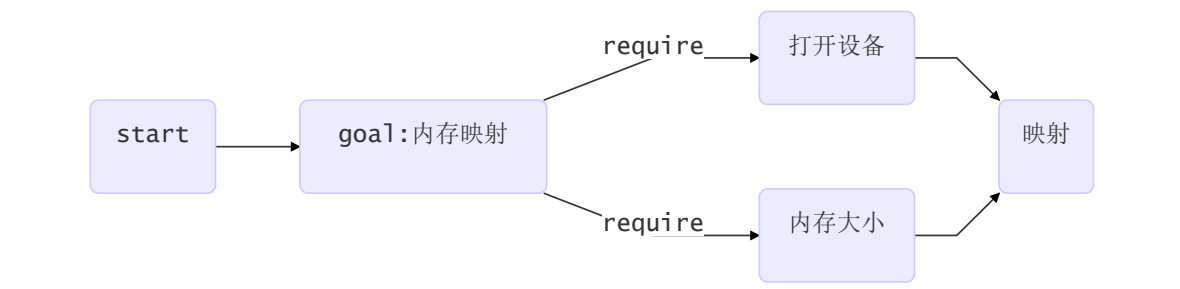 start
goal:内存映射
require
打开设备
require
内存大小
映射